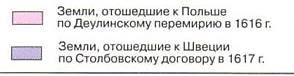 Земли, отошедшие к Польше
по Деулинскому перемирию в 1616 г.
Земли, отошедшие к Швеции
по Столбовскому договору в 1617 г.